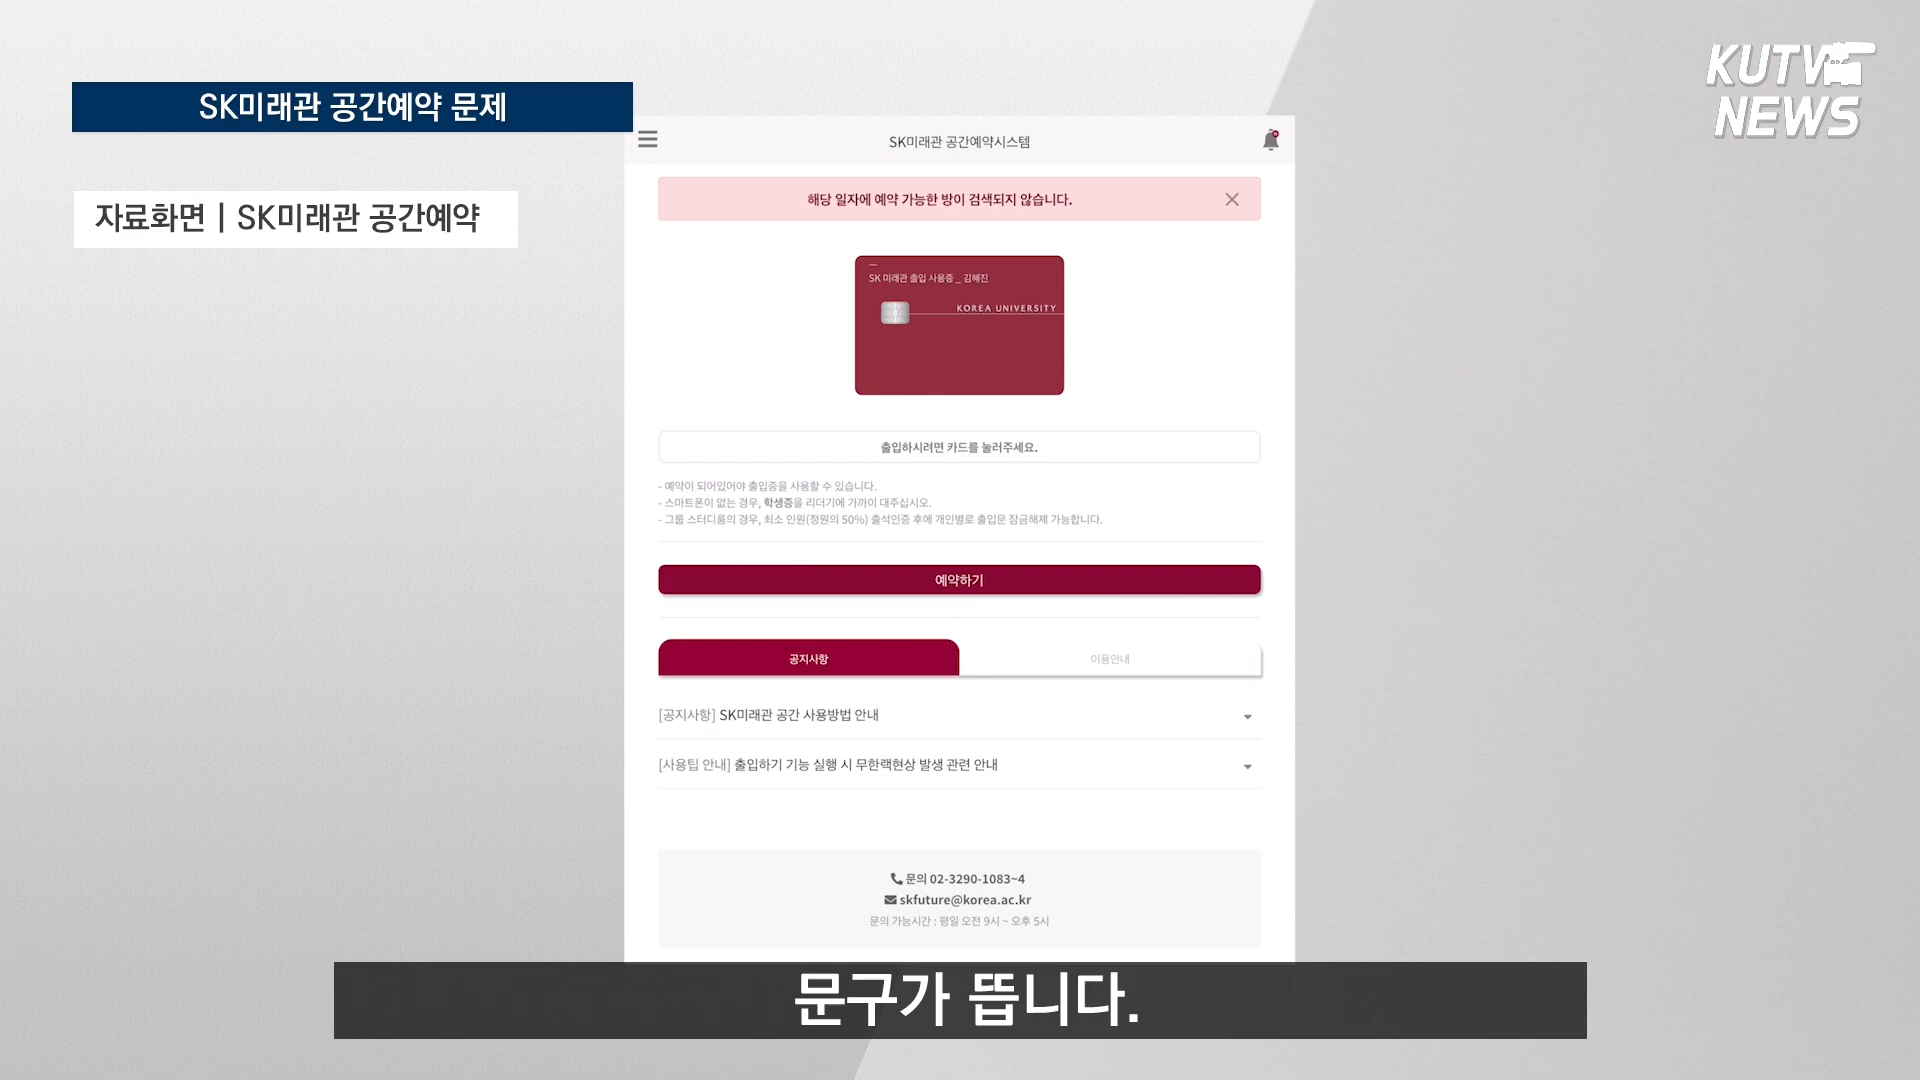 KUTV
NEWS
SK미래관 공간예약 문제
자료화면 | SK미래관 공간예약
SK미래관 공간예약시스템
해당 일자에 예약 가능한 방이 검색되지 않습니다.
SK 미래관 출입 사용증 _ 김혜진
KOREA UNIVERSITY
출입하시려면 카드를 눌러주세요.
- 예약이 되어있어야 출입증을 사용할 수 있습니다.
- 스마트폰이 없는 경우, 학생증을 리더기에 가까이 대주십시오.
- 그룹 스터디룸의 경우, 최소 인원(정원의 50%) 출석인증 후에 개인별로 출입문 잠금해제 가능합니다.
예약하기
공지사항
이용안내
[공지사항] SK미래관 공간 사용방법 안내
[사용팁 안내] 출입하기 기능 실행 시 무한랙현상 발생 관련 안내
문의 02-3290-1083~4
skfuture@korea.ac.kr
문의 가능시간 : 평일 오전 9시 ~ 오후 5시
문구가 뜹니다.